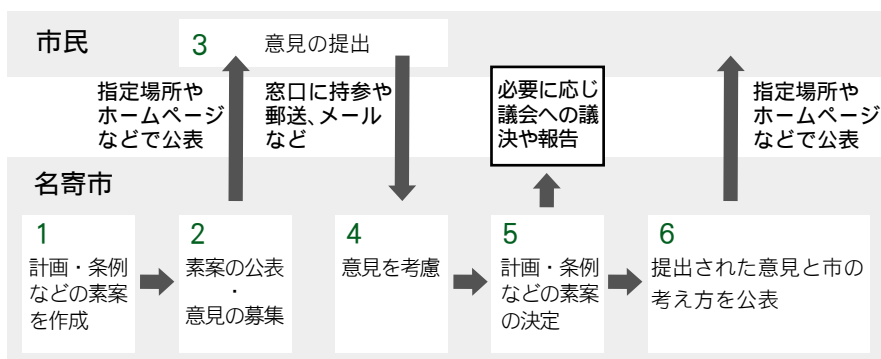 市民
3 意見の提出
指定場所や
ホームページ
などで公表
窓口に持参や
郵送、メール
など
必要に応じ
議会への議
決や報告
指定場所や
ホームページ
などで公表
名寄市
1
計画・条例
などの素案
を作成
2
素案の公表
・
意見の募集
4
意見を考慮
5
計画・条例
などの素案
の決定
6
提出された意見と市の
考え方を公表